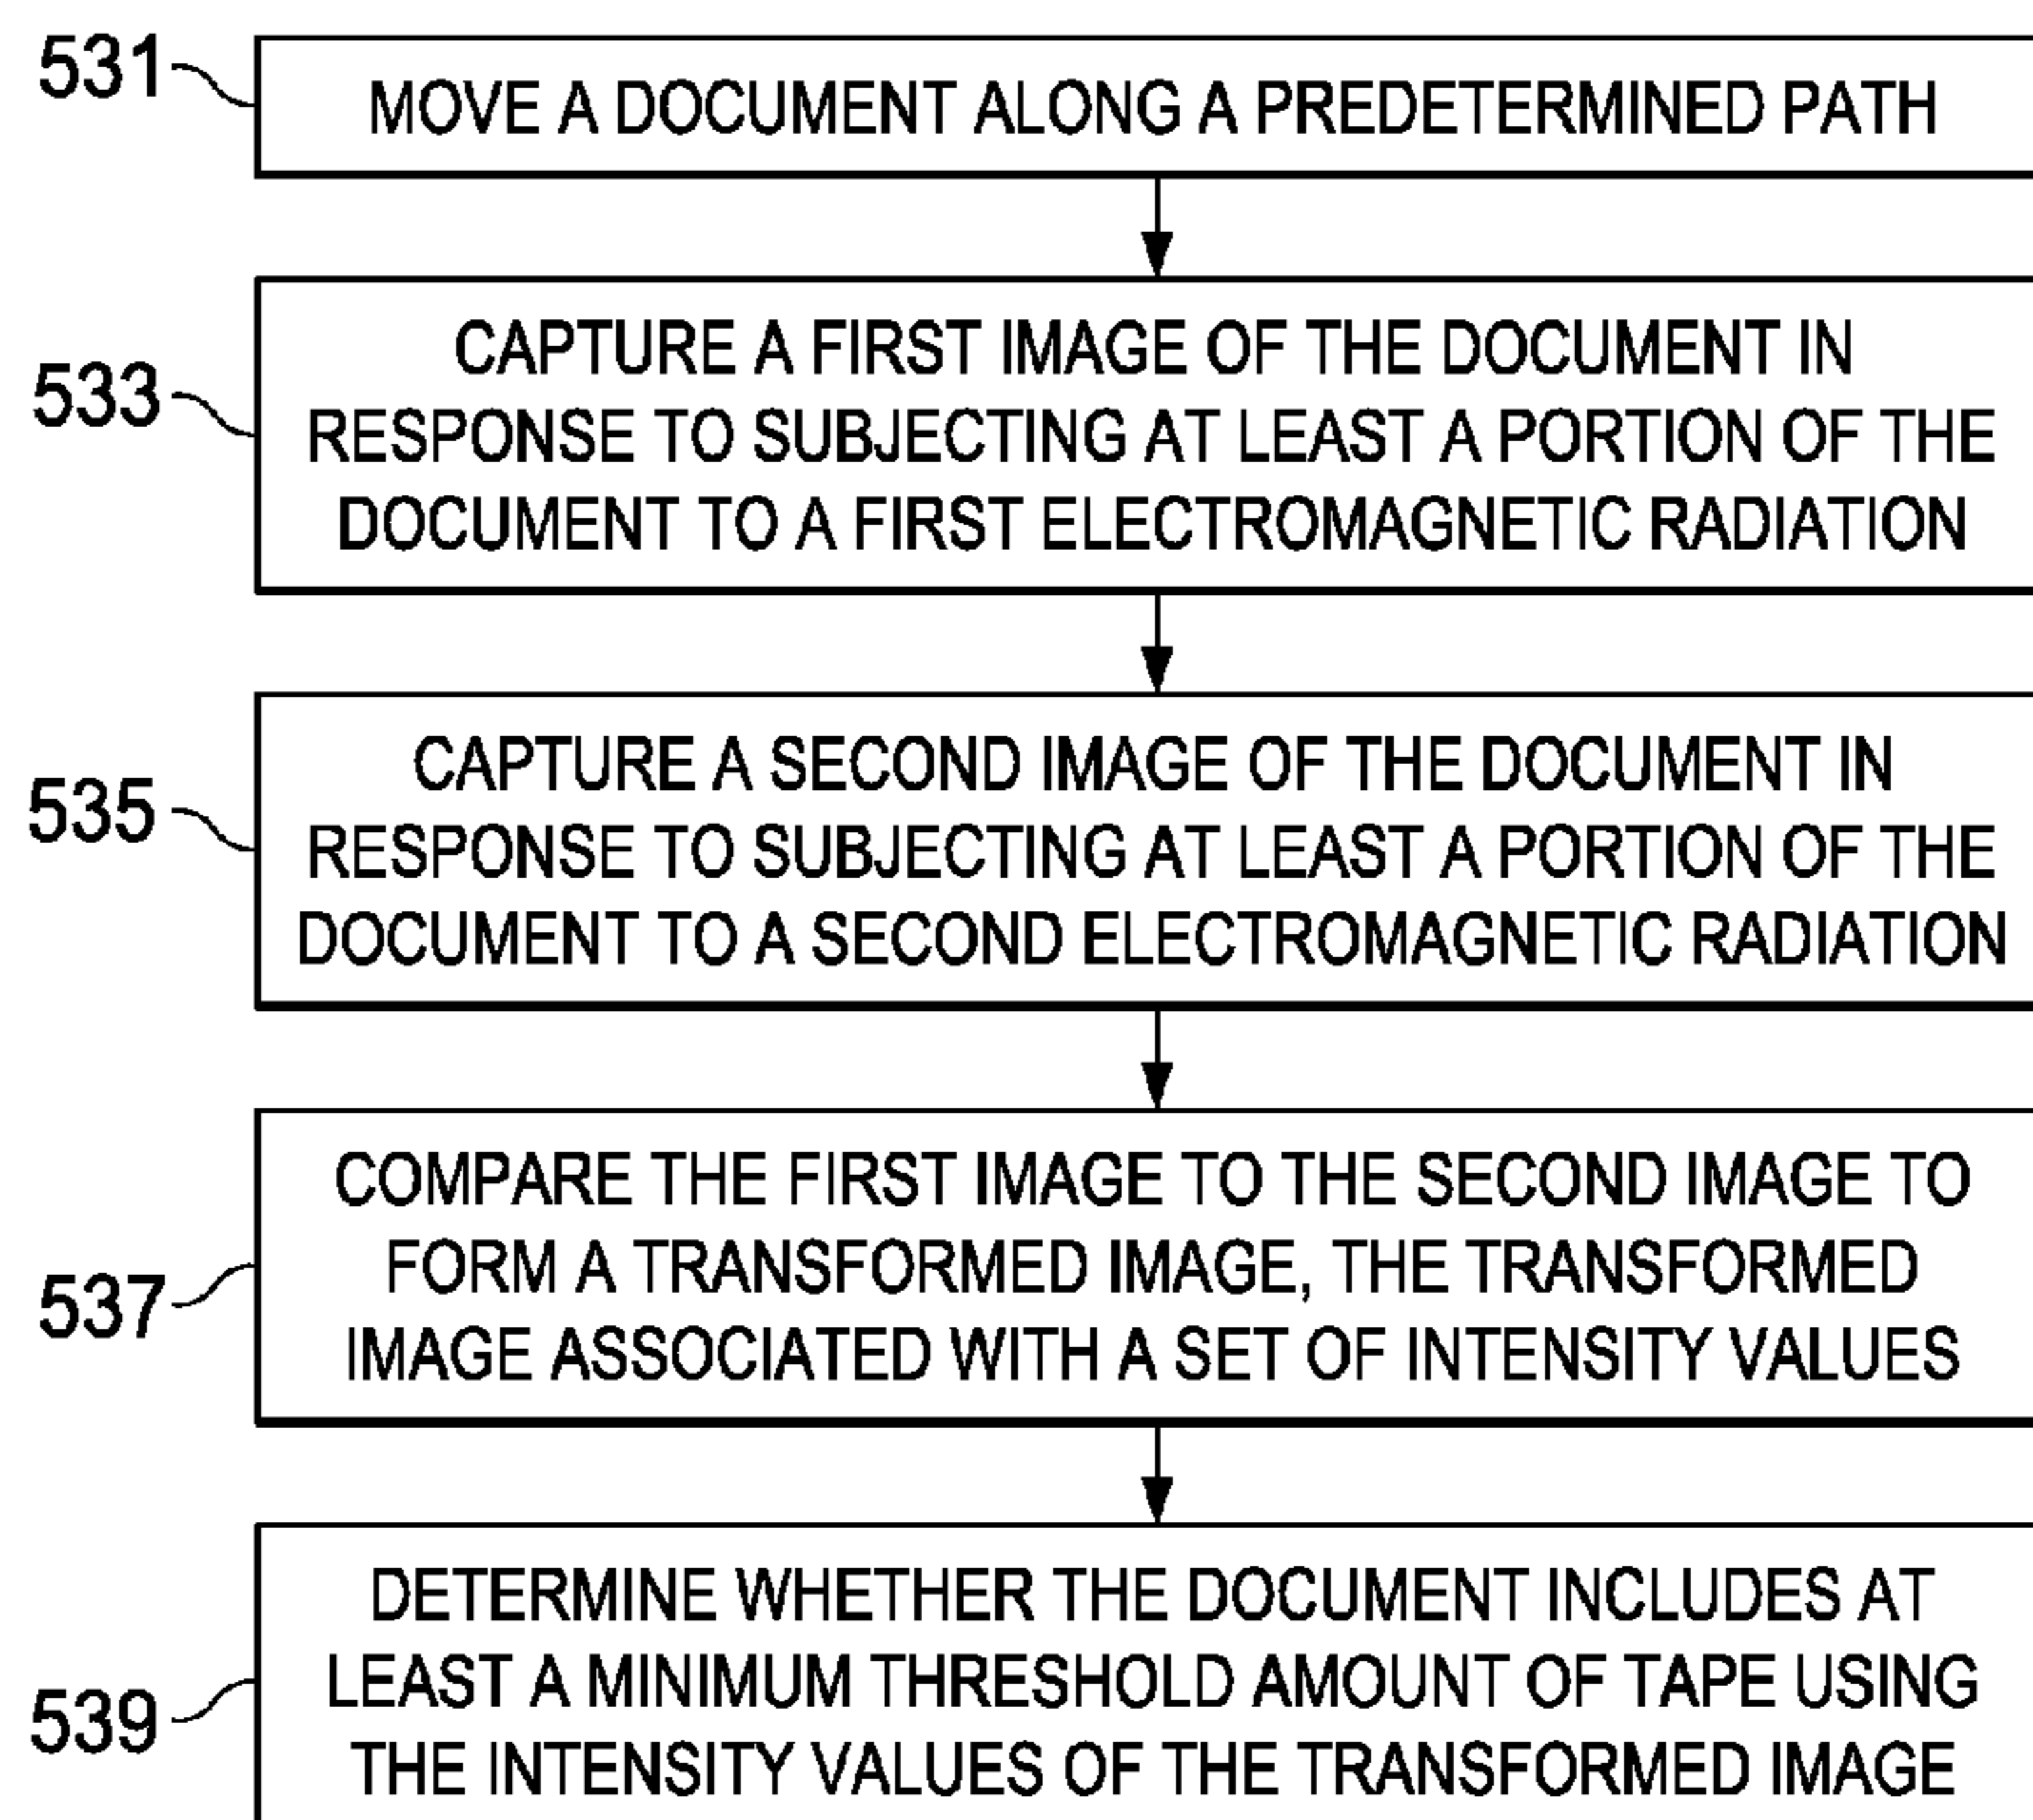 531
MOVE A DOCUMENT ALONG A PREDETERMINED PATH
533
CAPTURE A FIRST IMAGE OF THE DOCUMENT IN
RESPONSE TO SUBJECTING AT LEAST A PORTION OF THE
DOCUMENT TO A FIRST ELECTROMAGNETIC RADIATION
535
CAPTURE A SECOND IMAGE OF THE DOCUMENT IN
RESPONSE TO SUBJECTING AT LEAST A PORTION OF THE
DOCUMENT TO A SECOND ELECTROMAGNETIC RADIATION
537
COMPARE THE FIRST IMAGE TO THE SECOND IMAGE TO
FORM A TRANSFORMED IMAGE, THE TRANSFORMED
IMAGE ASSOCIATED WITH A SET OF INTENSITY VALUES
539
DETERMINE WHETHER THE DOCUMENT INCLUDES AT
LEAST A MINIMUM THRESHOLD AMOUNT OF TAPE USING
THE INTENSITY VALUES OF THE TRANSFORMED IMAGE